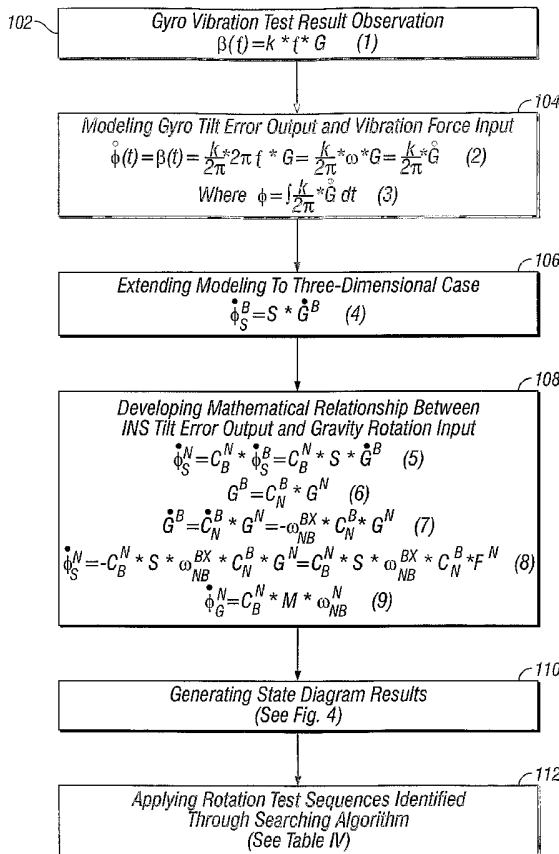 102
Gyro Vibration Test Result Observation
β(f)=k * f * G (1)
104
Modeling Gyro Tilt Error Output and Vibration Force Input
φ̊(t)=β(t)= k/2π *2π f * G= k/2π *ω*G= k/2π *G̊ (2)
Where φ=∫ k/2π *G̊ dt (3)
106
Extending Modeling To Three-Dimensional Case
φ̇_S^B=S * Ġ^B (4)
108
Developing Mathematical Relationship Between
INS Tilt Error Output and Gravity Rotation Input
φ̇_S^N=C_B^N * φ̇_S^B=C_B^N * S * Ġ^B (5)
G^B=C_N^B * G^N (6)
Ġ^B=Ċ_N^B * G^N=-ω_NB^BX * C_N^B * G^N (7)
φ̇_S^N=-C_B^N * S * ω_NB^BX * C_N^B * G^N=C_B^N * S * ω_NB^BX * C_N^B *F^N (8)
φ̇_G^N=C_B^N * M * ω_NB^N (9)
110
Generating State Diagram Results
(See Fig. 4)
112
Applying Rotation Test Sequences Identified
Through Searching Algorithm
(See Table IV)